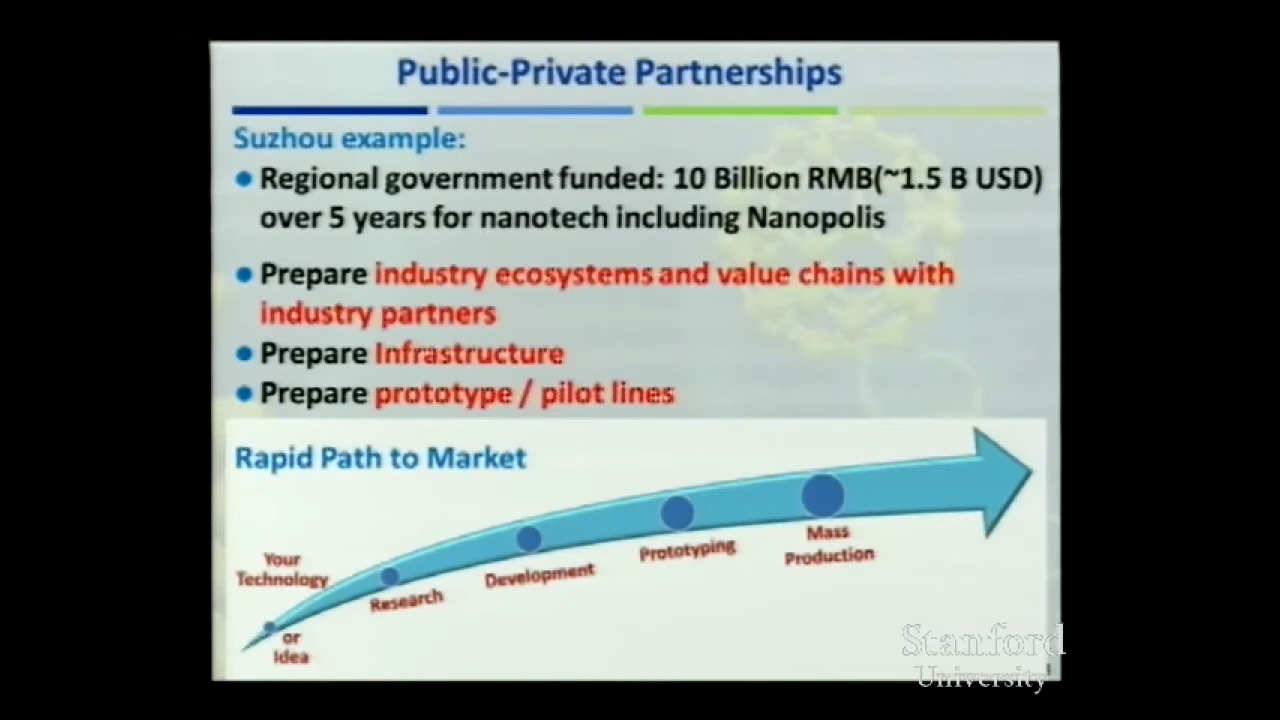 Public-Private Partnerships
Suzhou example:
Regional government funded: 10 Billion RMB(~1.5 B USD)
over 5 years for nanotech including Nanopolis
Prepare industry ecosystems and value chains with
industry partners
Prepare Infrastructure
Prepare prototype / pilot lines
Rapid Path to Market
Your
Technology
or
Idea
Research
Development
Prototyping
Mass
Production
Stanford
University